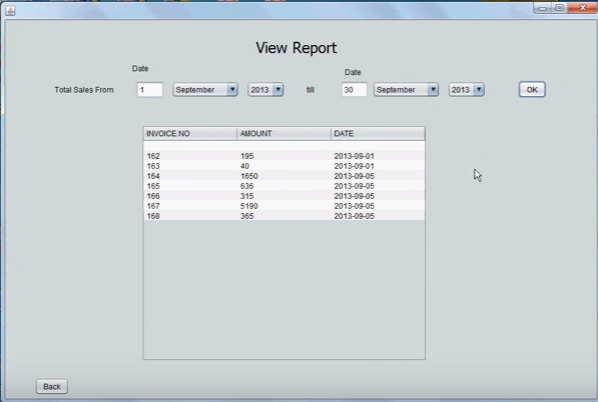 View Report
Date
Date
Total Sales From 1 September 2013 till 30 September 2013 OK
INVOICE NO AMOUNT DATE
162 195 2013-09-01
163 40 2013-09-01
164 1650 2013-09-05
165 636 2013-09-05
166 315 2013-09-05
167 5190 2013-09-05
168 365 2013-09-05
Back